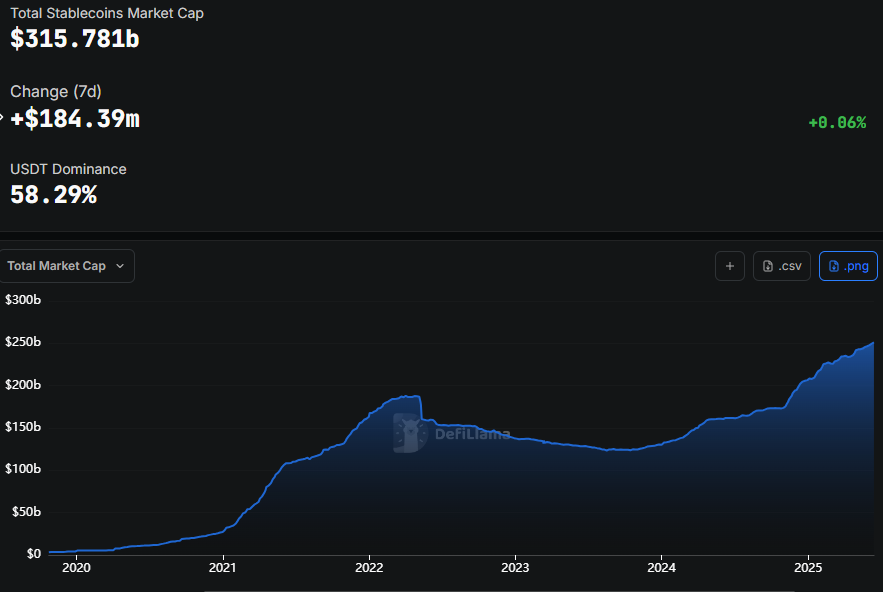 Total Stablecoins Market Cap
$315.781b
Change (7d)
+$184.39m
+0.06%
USDT Dominance
58.29%
Total Market Cap
+
.csv
.png
$300b
$250b
$200b
$150b
$100b
$50b
$0
DefiLlama
2020
2021
2022
2023
2024
2025